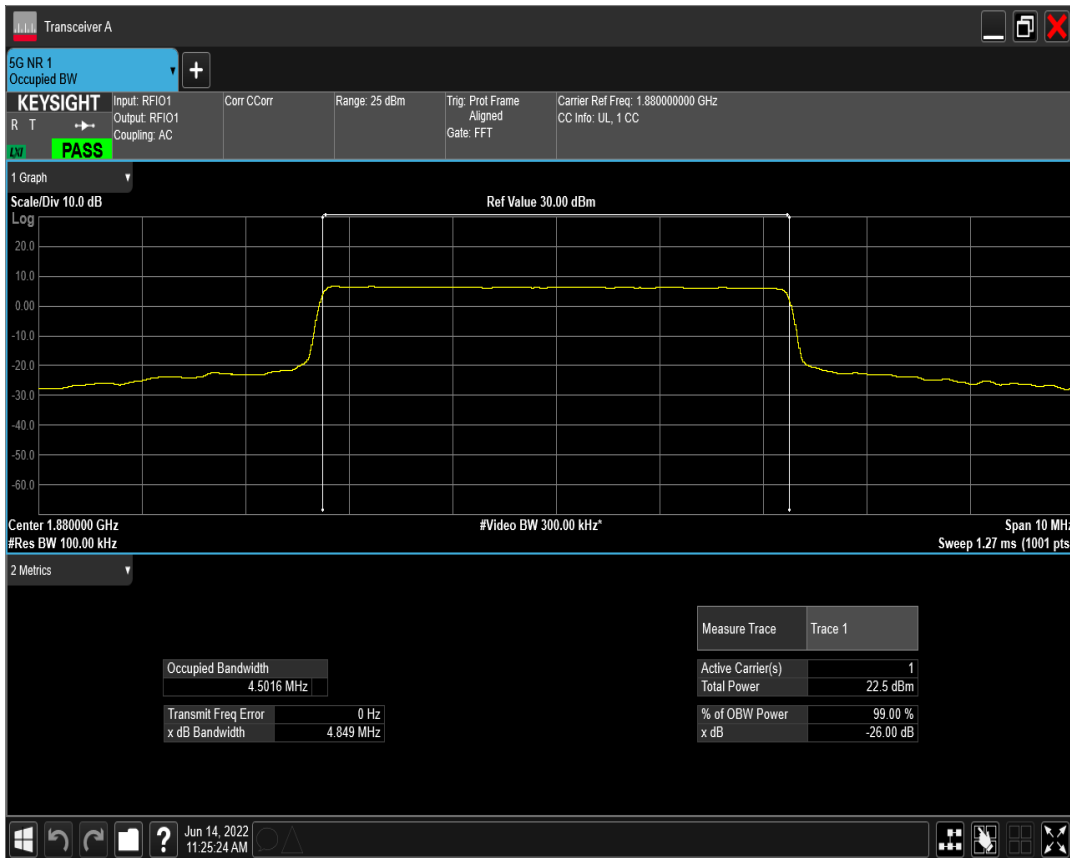 Transceiver A
5G NR 1
Occupied BW
+
KEYSIGHT
R T
LXI
PASS
Input: RFIO1
Output: RFIO1
Coupling: AC
Corr CCorr
Range: 25 dBm
Trig: Prot Frame
Aligned
Gate: FFT
Carrier Ref Freq: 1.880000000 GHz
CC Info: UL, 1 CC
1 Graph
Scale/Div 10.0 dB
Ref Value 30.00 dBm
Log
20.0
10.0
0.00
-10.0
-20.0
-30.0
-40.0
-50.0
-60.0
Center 1.880000 GHz
#Video BW 300.00 kHz*
Span 10 MHz
#Res BW 100.00 kHz
Sweep 1.27 ms (1001 pts
2 Metrics
Measure Trace Trace 1
Occupied Bandwidth
4.5016 MHz
Active Carrier(s) 1
Total Power 22.5 dBm
Transmit Freq Error 0 Hz
x dB Bandwidth 4.849 MHz
% of OBW Power 99.00 %
x dB -26.00 dB
?
Jun 14, 2022
11:25:24 AM